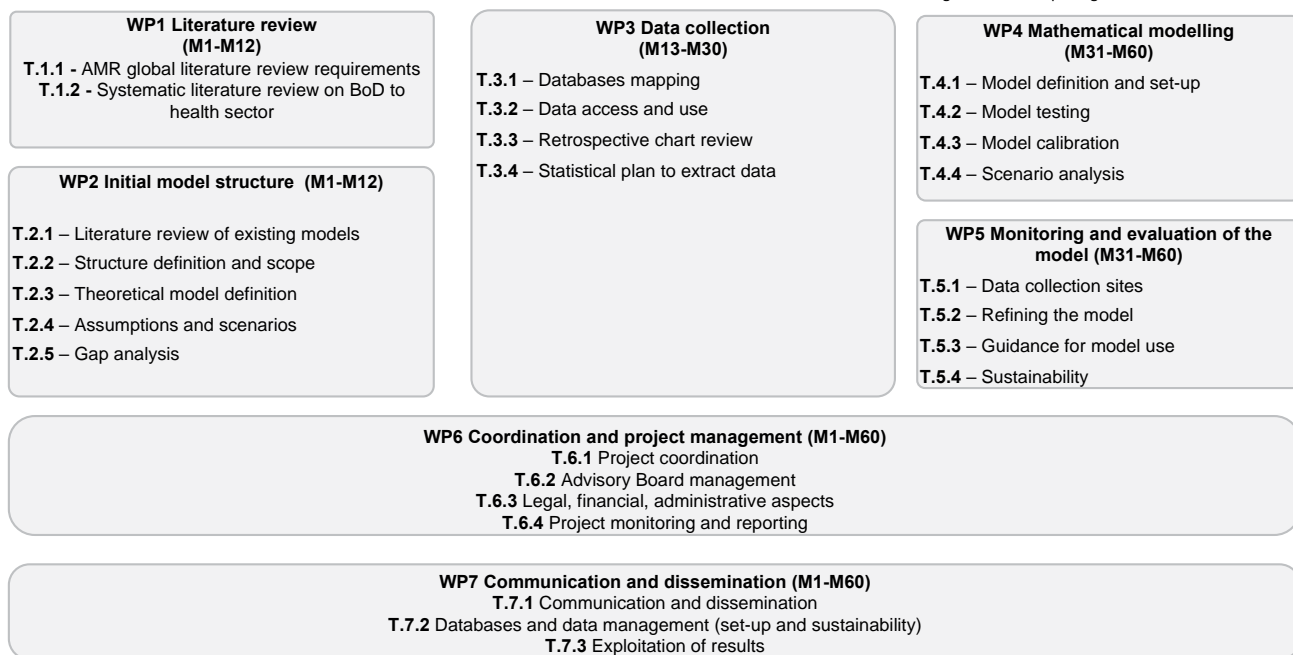 WP1 Literature review
(M1-M12)
T.1.1 - AMR global literature review requirements
T.1.2 - Systematic literature review on BoD to
health sector
WP2 Initial model structure (M1-M12)
T.2.1 – Literature review of existing models
T.2.2 – Structure definition and scope
T.2.3 – Theoretical model definition
T.2.4 – Assumptions and scenarios
T.2.5 – Gap analysis
WP3 Data collection
(M13-M30)
T.3.1 – Databases mapping
T.3.2 – Data access and use
T.3.3 – Retrospective chart review
T.3.4 – Statistical plan to extract data
WP4 Mathematical modelling
(M31-M60)
T.4.1 – Model definition and set-up
T.4.2 – Model testing
T.4.3 – Model calibration
T.4.4 – Scenario analysis
WP5 Monitoring and evaluation of the
model (M31-M60)
T.5.1 – Data collection sites
T.5.2 – Refining the model
T.5.3 – Guidance for model use
T.5.4 – Sustainability
WP6 Coordination and project management (M1-M60)
T.6.1 Project coordination
T.6.2 Advisory Board management
T.6.3 Legal, financial, administrative aspects
T.6.4 Project monitoring and reporting
WP7 Communication and dissemination (M1-M60)
T.7.1 Communication and dissemination
T.7.2 Databases and data management (set-up and sustainability)
T.7.3 Exploitation of results